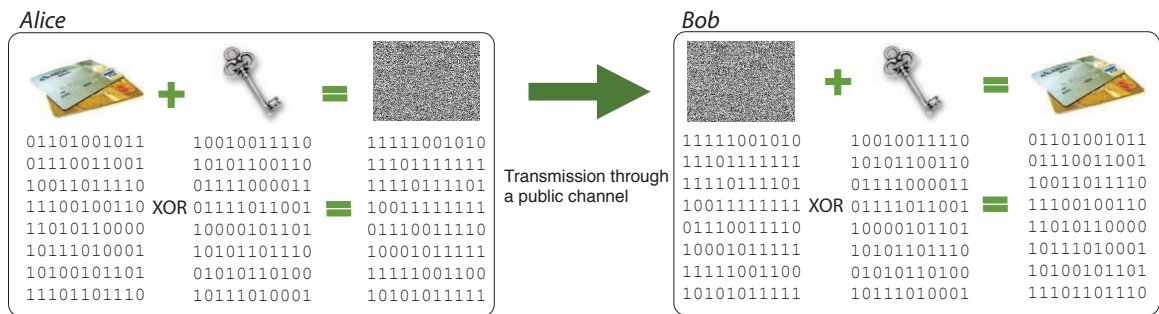 Alice
01101001011 10010011110 11111001010
01110011001 10101100110 11101111111
10011011110 01111000011 11110111101
11100100110 XOR 01111011001 = 10011111111
11010110000 10000101101 01110011110
10111010001 10101101110 10001011111
10100101101 01010110100 11111001100
11101101110 10111010001 10101011111
Transmission through
a public channel
Bob
11111001010 10010011110 01101001011
11101111111 10101100110 01110011001
11110111101 01111000011 10011011110
10011111111 XOR 01111011001 = 11100100110
01110011110 10000101101 11010110000
10001011111 10101101110 10111010001
11111001100 01010110100 10100101101
10101011111 10111010001 11101101110